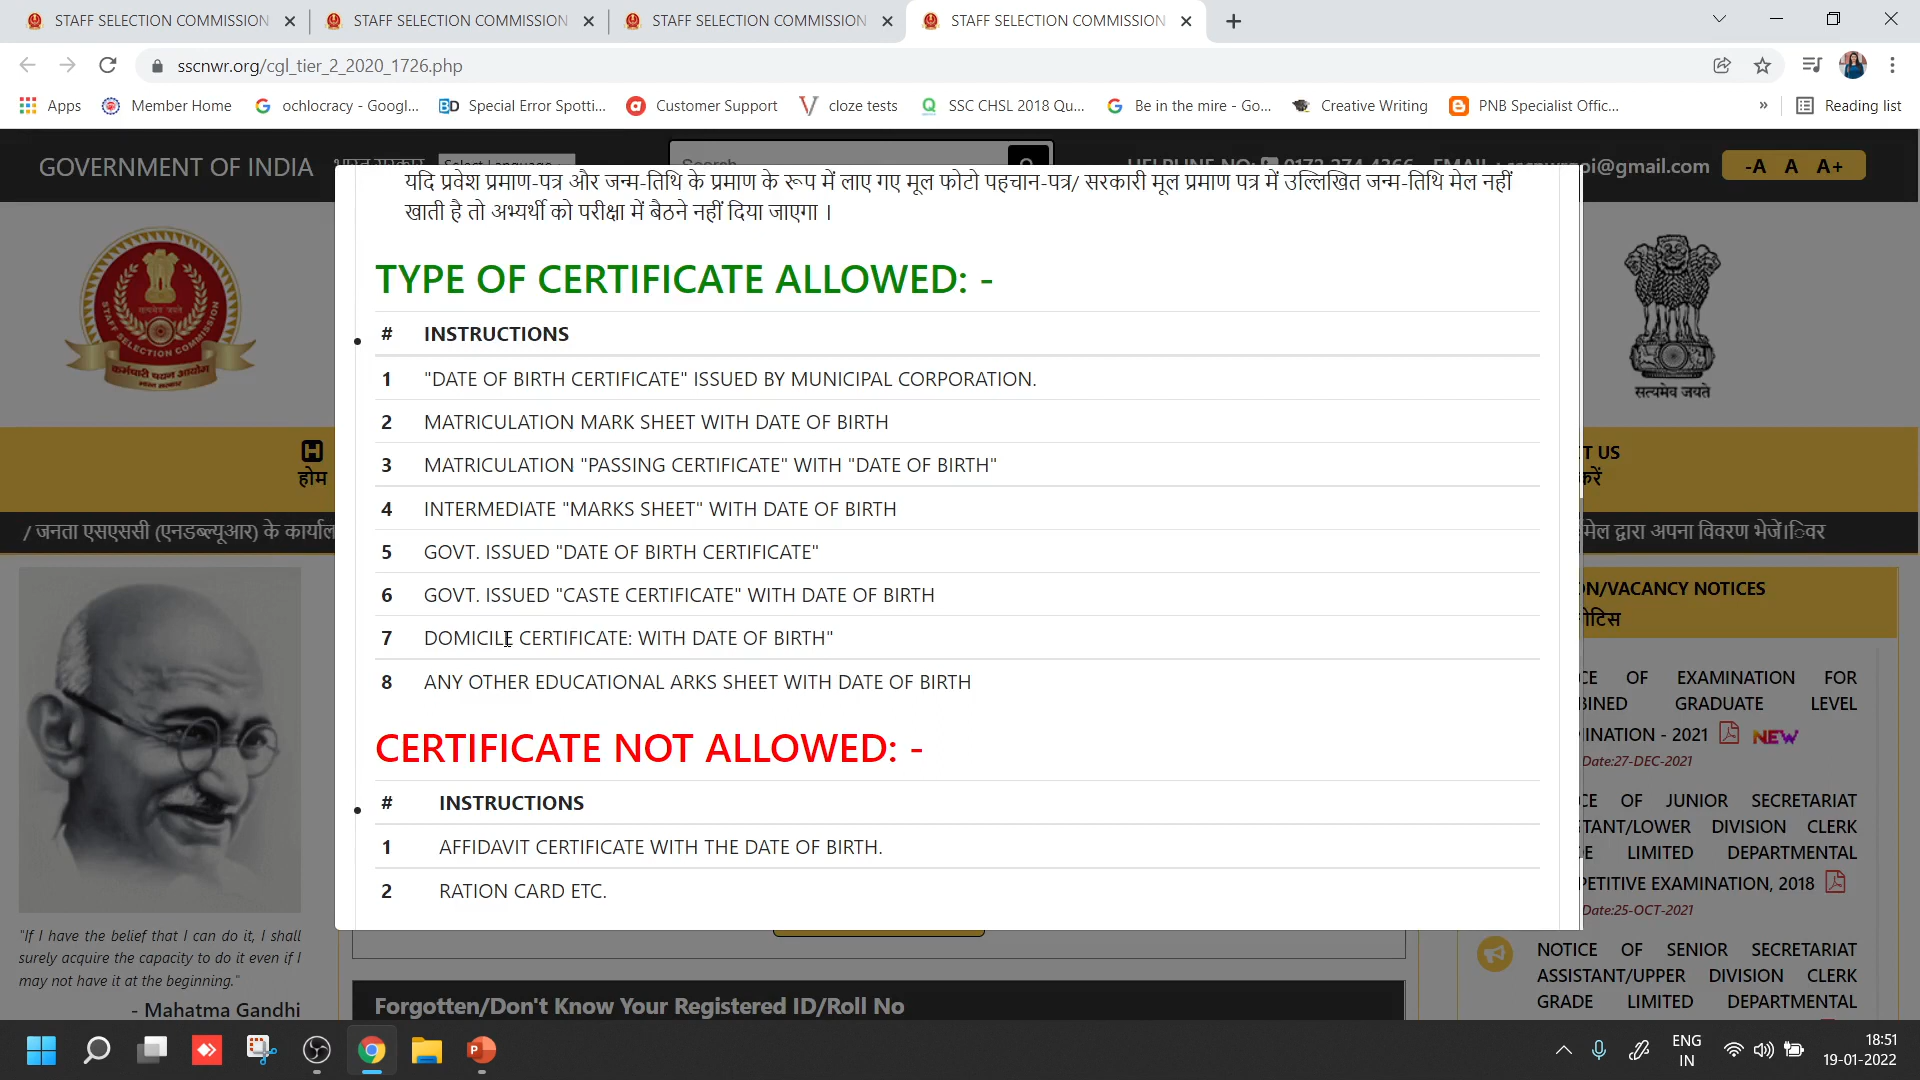 STAFF SELECTION COMMISSION
STAFF SELECTION COMMISSION
STAFF SELECTION COMMISSION
STAFF SELECTION COMMISSION
sscnwr.org/cgl_tier_2_2020_1726.php
Apps
Member Home
ochlocracy - Googl...
Special Error Spotti...
Customer Support
cloze tests
SSC CHSL 2018 Qu...
Be in the mire - Go...
Creative Writing
PNB Specialist Offic...
»
Reading list
GOVERNMENT OF INDIA
oi@gmail.com
-A A A+
यदि प्रवेश प्रमाण-पत्र और जन्म-तिथि के प्रमाण के रूप में लाए गए मूल फोटो पहचान-पत्र/ सरकारी मूल प्रमाण पत्र में उल्लिखित जन्म-तिथि मेल नहीं
खाती है तो अभ्यर्थी को परीक्षा में बैठने नहीं दिया जाएगा ।
TYPE OF CERTIFICATE ALLOWED: -
# INSTRUCTIONS
1 "DATE OF BIRTH CERTIFICATE" ISSUED BY MUNICIPAL CORPORATION.
2 MATRICULATION MARK SHEET WITH DATE OF BIRTH
3 MATRICULATION "PASSING CERTIFICATE" WITH "DATE OF BIRTH"
4 INTERMEDIATE "MARKS SHEET" WITH DATE OF BIRTH
5 GOVT. ISSUED "DATE OF BIRTH CERTIFICATE"
6 GOVT. ISSUED "CASTE CERTIFICATE" WITH DATE OF BIRTH
7 DOMICILE CERTIFICATE: WITH DATE OF BIRTH"
8 ANY OTHER EDUCATIONAL ARKS SHEET WITH DATE OF BIRTH
CERTIFICATE NOT ALLOWED: -
# INSTRUCTIONS
1 AFFIDAVIT CERTIFICATE WITH THE DATE OF BIRTH.
2 RATION CARD ETC.
STAFF SELECTION COMMISSION
कर्मचारी चयन आयोग
सत्यमेव जयते
होम
T US
करें
/ जनता एसएससी (एनडब्ल्यूआर) के कार्याल
मेल द्वारा अपना विवरण भेजें।
"If I have the belief that I can do it, I shall
surely acquire the capacity to do it even if I
may not have it at the beginning."
- Mahatma Gandhi
N/VACANCY NOTICES
ोटिस
CE OF EXAMINATION FOR
BINED GRADUATE LEVEL
INATION - 2021 NEW
Date:27-DEC-2021
CE OF JUNIOR SECRETARIAT
TANT/LOWER DIVISION CLERK
E LIMITED DEPARTMENTAL
PETITIVE EXAMINATION, 2018
Date:25-OCT-2021
NOTICE OF SENIOR SECRETARIAT
ASSISTANT/UPPER DIVISION CLERK
GRADE LIMITED DEPARTMENTAL
Forgotten/Don't Know Your Registered ID/Roll No
ENG
IN
18:51
19-01-2022